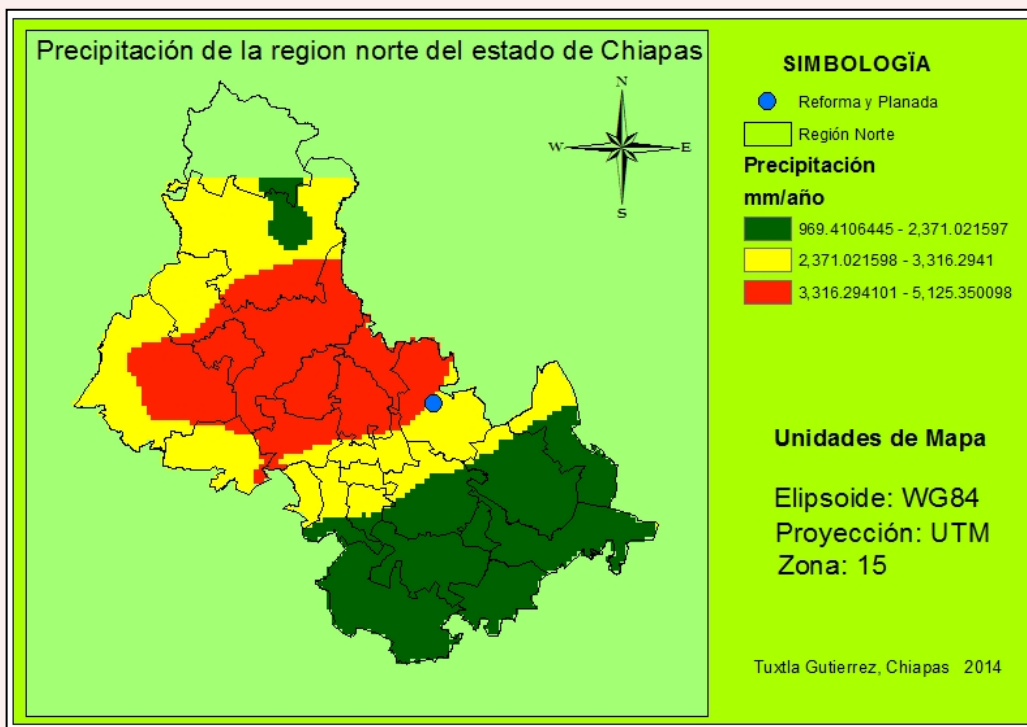 Precipitación de la region norte del estado de Chiapas
N
W
E
S
SIMBOLOGÏA
Reforma y Planada
Región Norte
Precipitación
mm/año
969.4106445 - 2,371.021597
2,371.021598 - 3,316.2941
3,316.294101 - 5,125.350098
Unidades de Mapa
Elipsoide: WG84
Proyección: UTM
Zona: 15
Tuxtla Gutierrez, Chiapas 2014